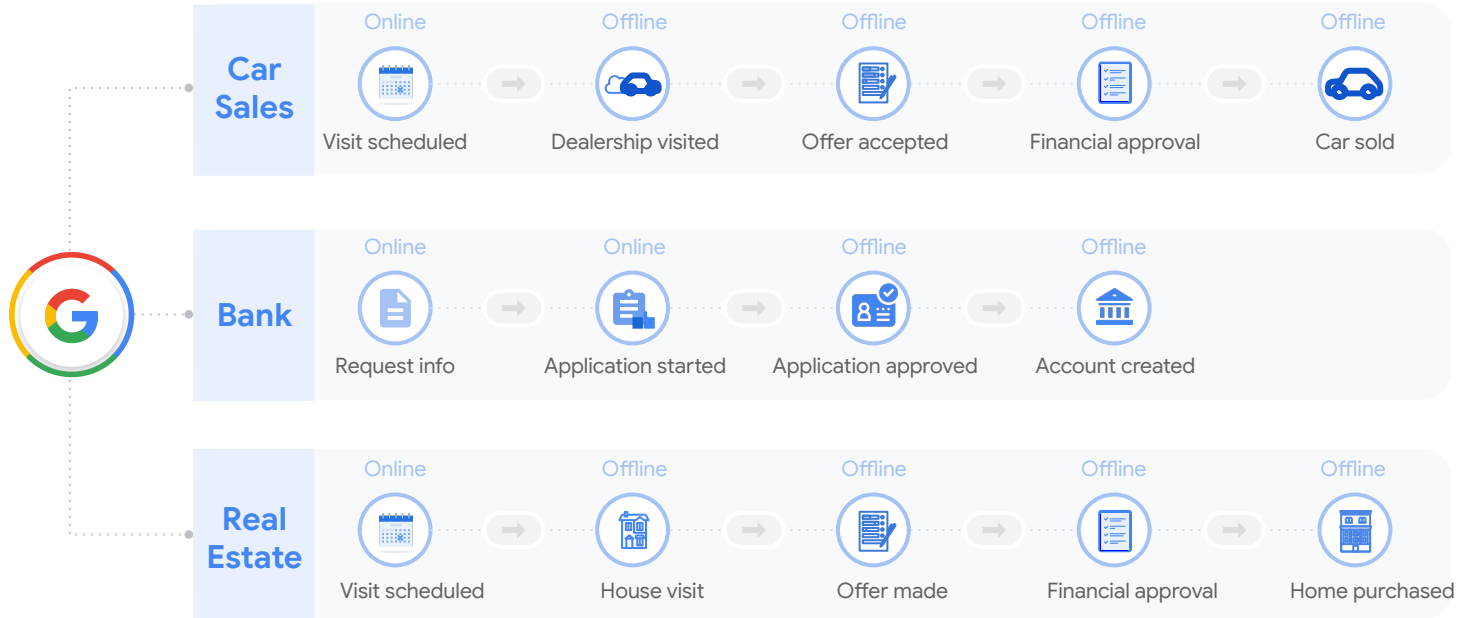 Online
Offline
Offline
Offline
Offline
Car
Sales
Visit scheduled
Dealership visited
Offer accepted
Financial approval
Car sold
Online
Online
Offline
Offline
Bank
Request info
Application started
Application approved
Account created
Online
Offline
Offline
Offline
Offline
Real
Estate
Visit scheduled
House visit
Offer made
Financial approval
Home purchased